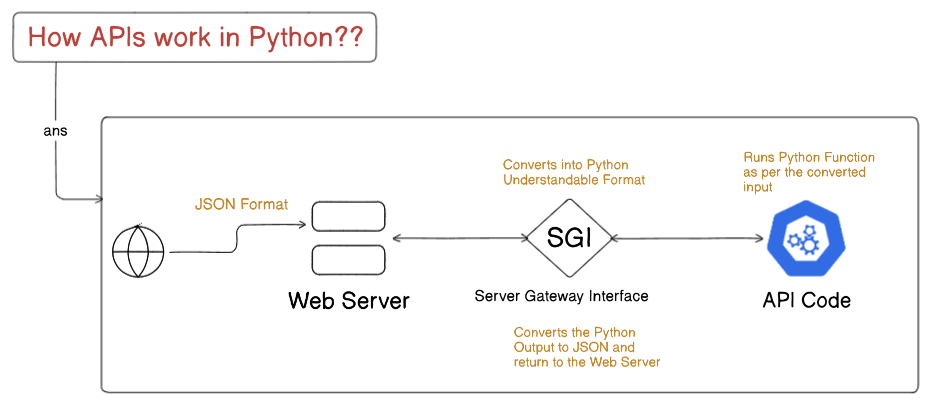 How APIs work in Python??
ans
JSON Format
Web Server
Converts into Python
Understandable Format
SGI
Server Gateway Interface
Converts the Python
Output to JSON and
return to the Web Server
Runs Python Function
as per the converted
input
API Code